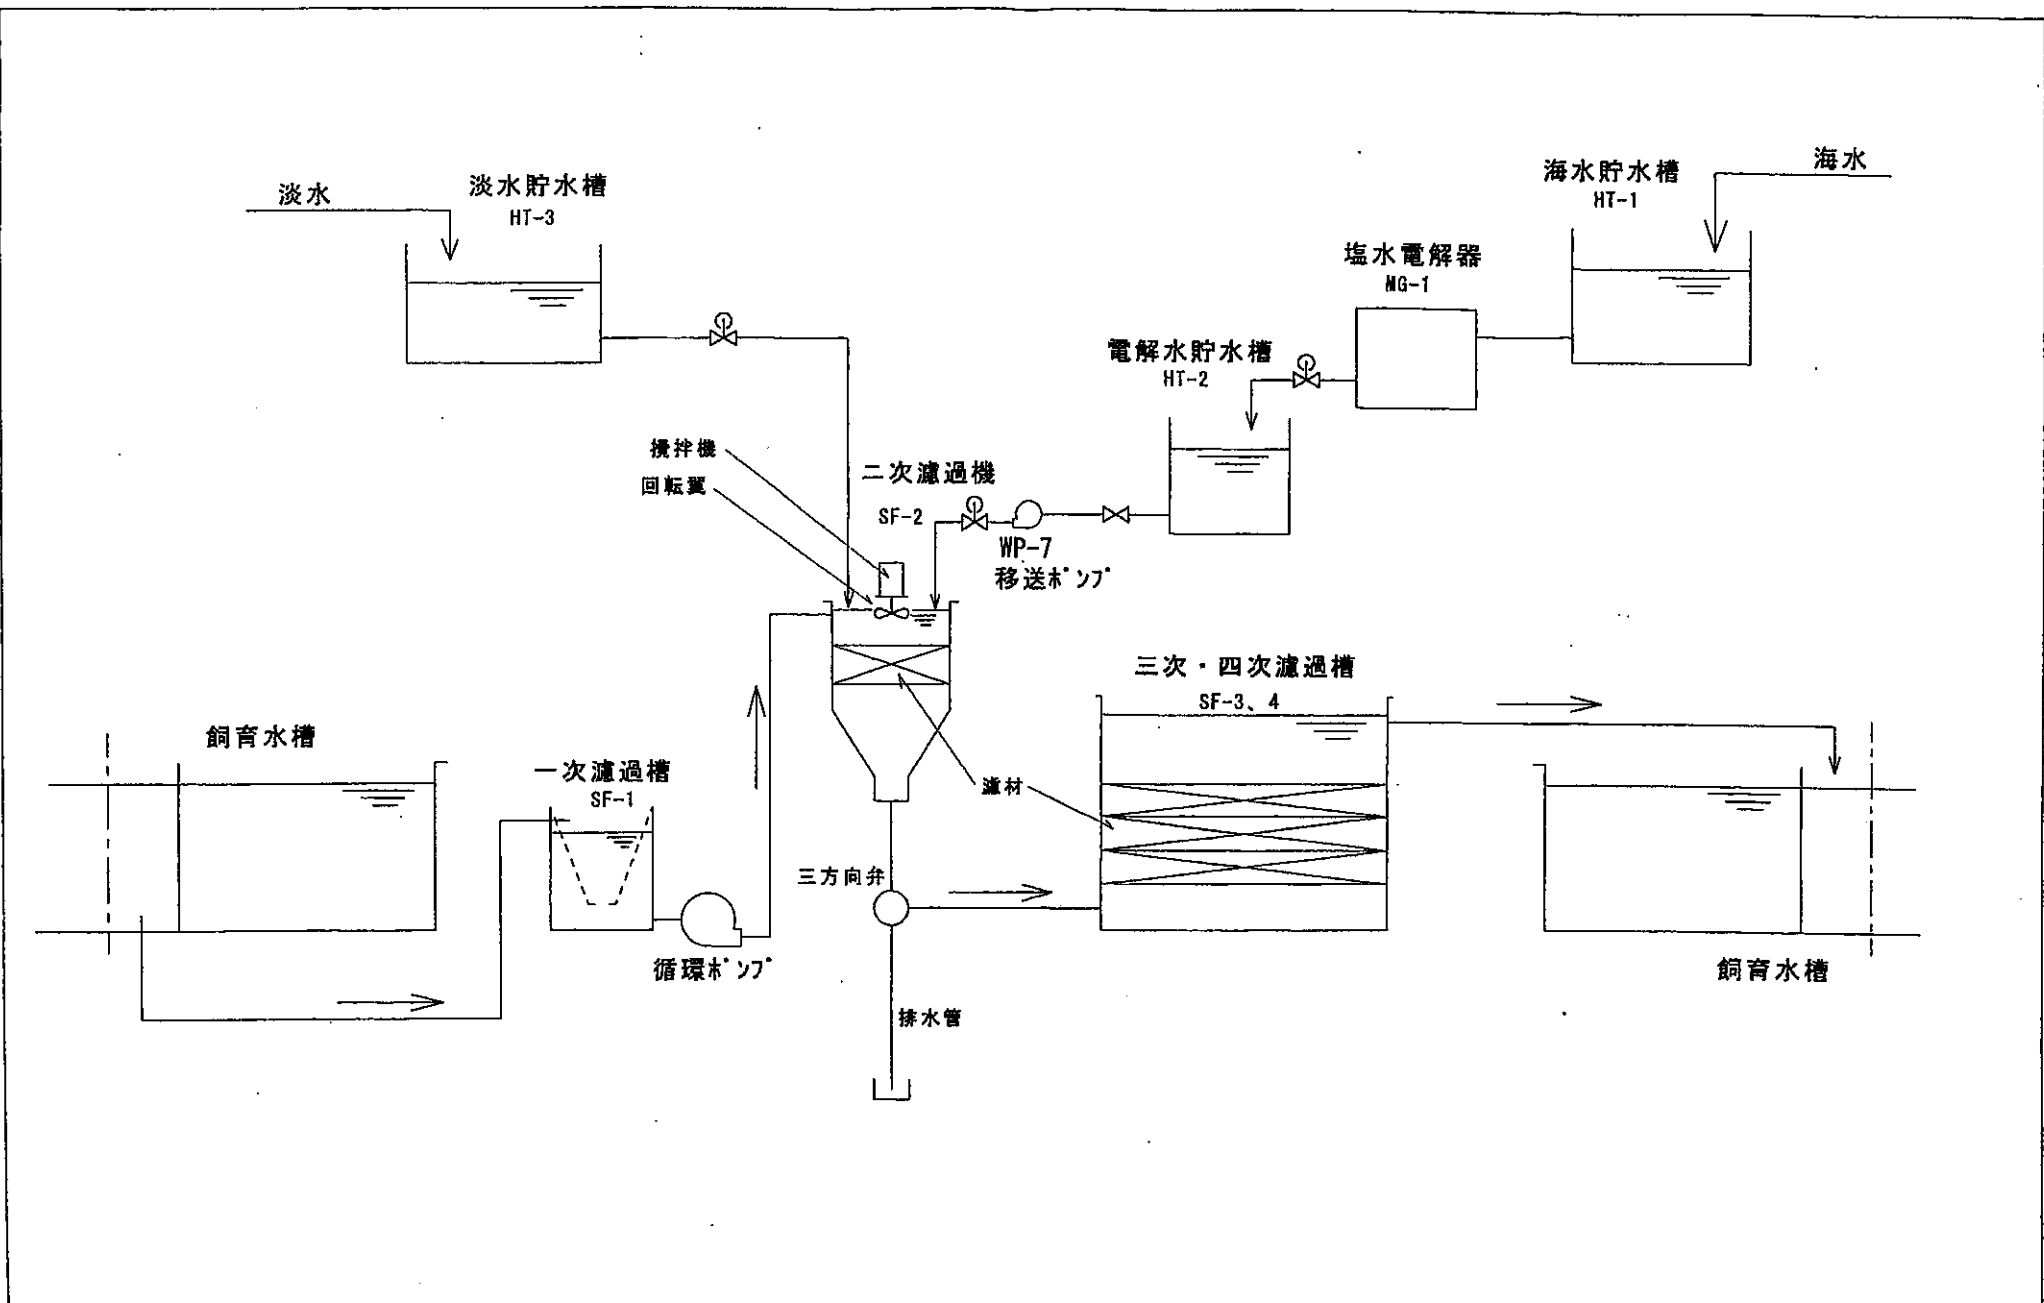 海水
海水貯水槽
HT-1
淡水
淡水貯水槽
HT-3
塩水電解器
MG-1
電解水貯水槽
HT-2
攪拌機
回転翼
二次濾過機
SF-2
WP-7
移送ﾎﾟﾝﾌﾟ
三次・四次濾過槽
SF-3、4
飼育水槽
一次濾過槽
SF-1
濾材
三方向弁
循環ﾎﾟﾝﾌﾟ
飼育水槽
排水管